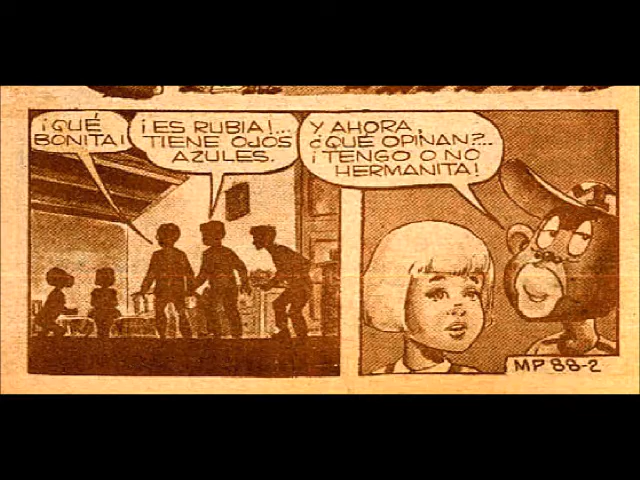 ¡QUÉ
BONITA!
¡ES RUBIA!...
TIENE OJOS
AZULES.
Y AHORA,
¿QUÉ OPINAN?...
¡TENGO O NO
HERMANITA!
MP 88-2